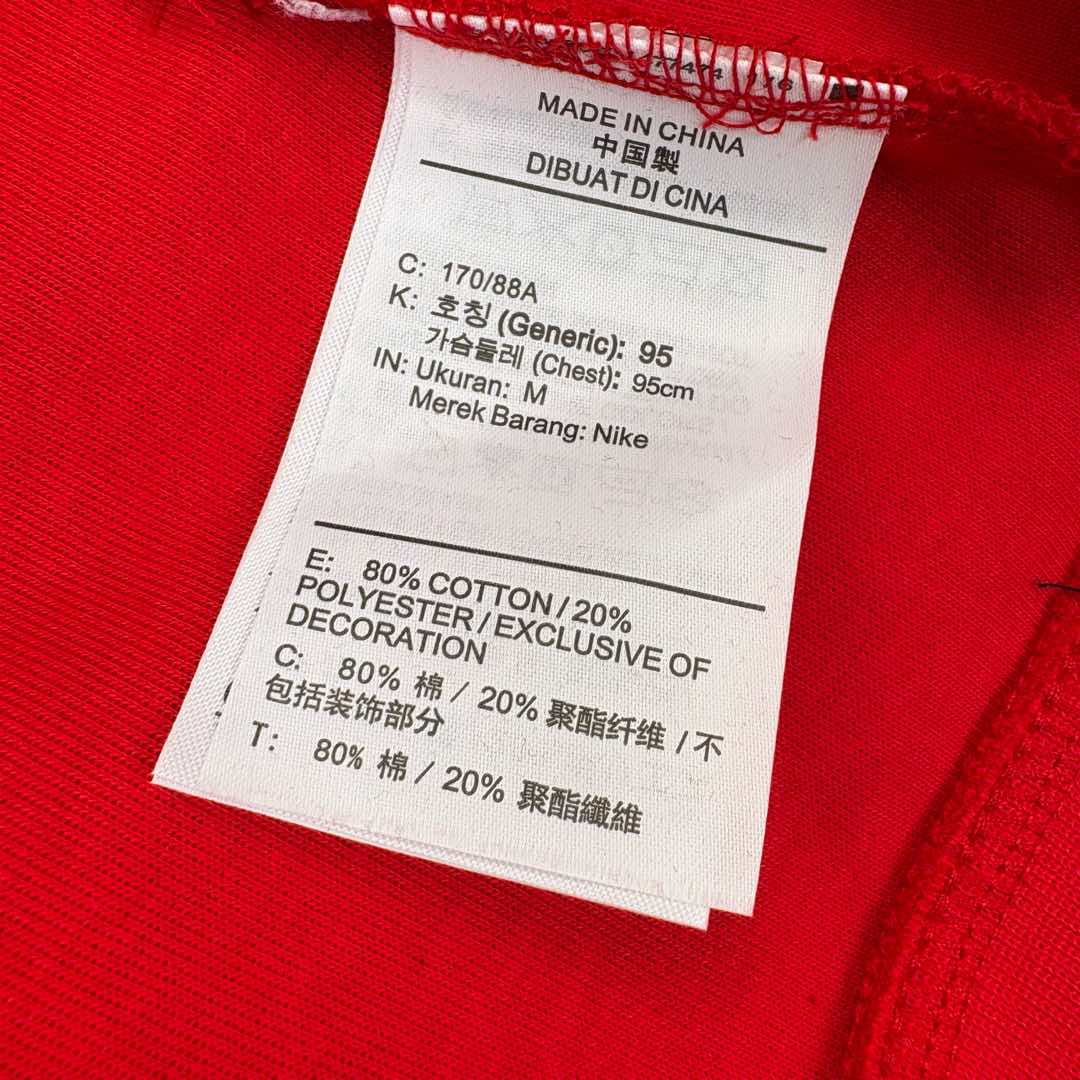 MADE IN CHINA
中国製
DIBUAT DI CINA
C: 170/88A
K: 호칭 (Generic): 95
가슴둘레 (Chest): 95cm
IN: Ukuran: M
Merek Barang: Nike
E: 80% COTTON / 20%
POLYESTER / EXCLUSIVE OF
DECORATION
C: 80% 棉 / 20% 聚酯纤维 / 不
包括装饰部分
T: 80% 棉 / 20% 聚酯纖維